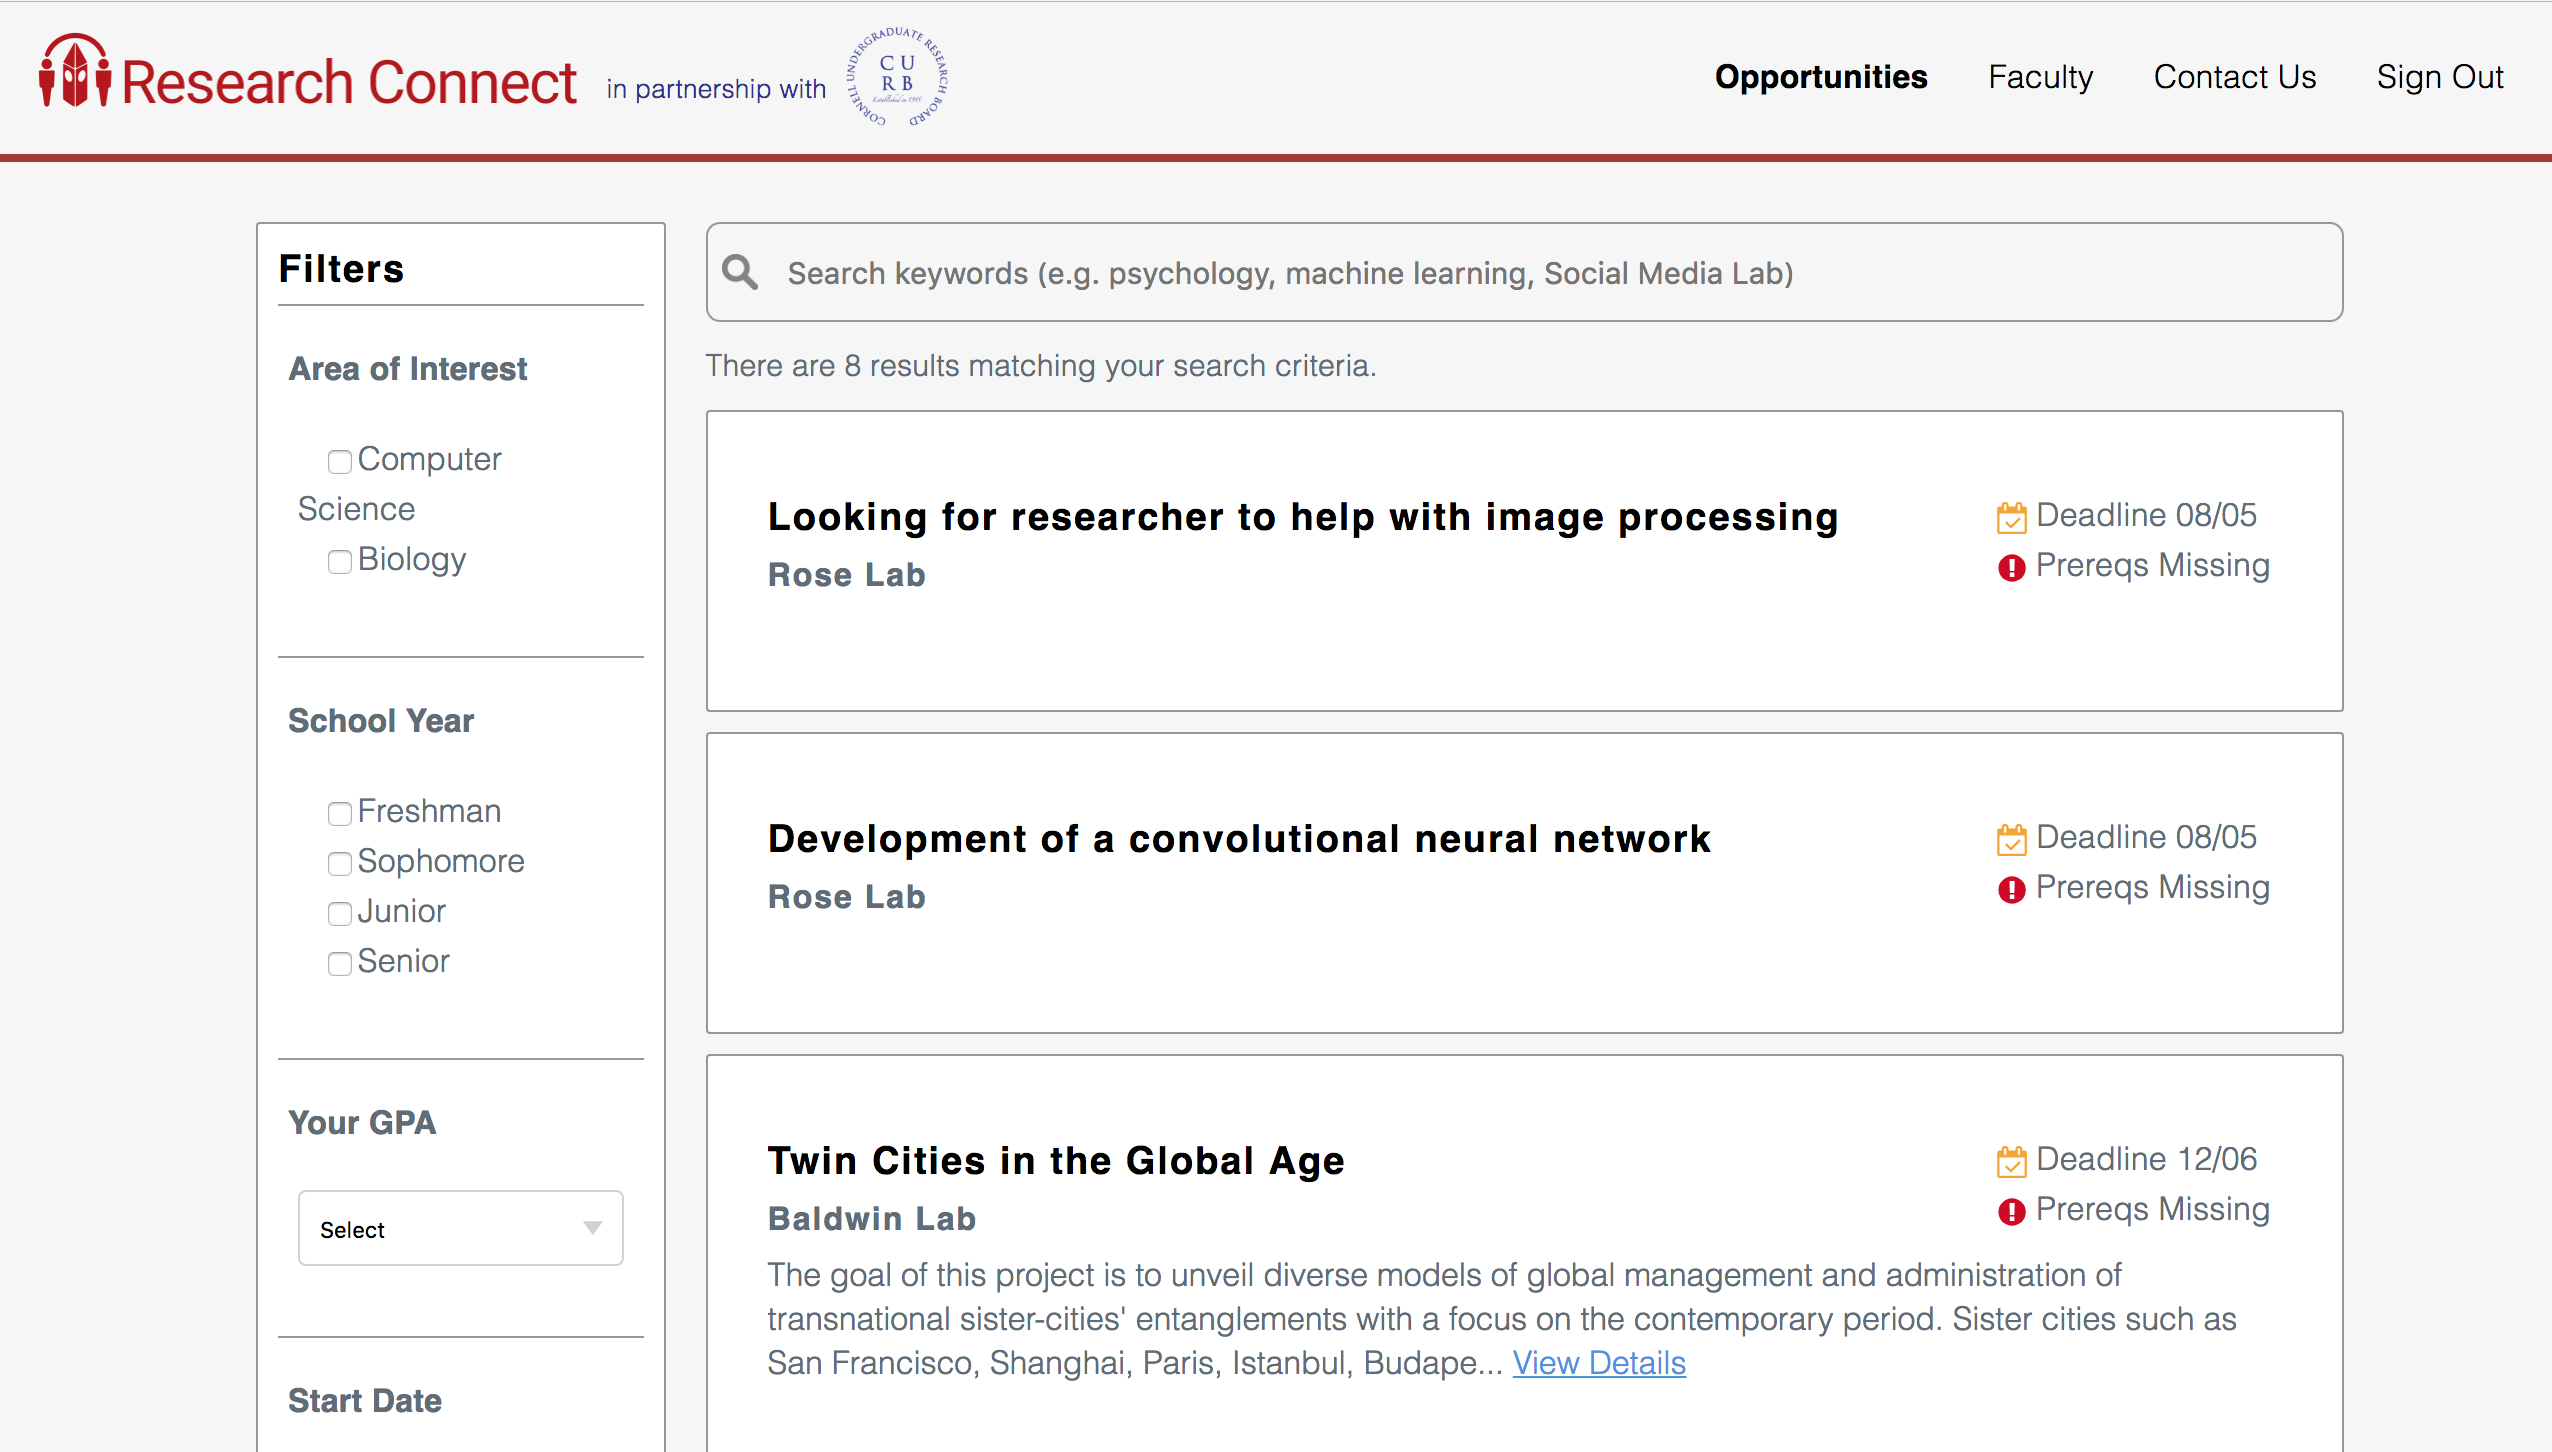 Research Connect
in partnership with
CORNELL UNDERGRADUATE RESEARCH BOARD
C U
R B
Established in 1985
Opportunities
Faculty
Contact Us
Sign Out
Filters
Area of Interest
Computer
Science
Biology
School Year
Freshman
Sophomore
Junior
Senior
Your GPA
Select
Start Date
Search keywords (e.g. psychology, machine learning, Social Media Lab)
There are 8 results matching your search criteria.
Looking for researcher to help with image processing
Rose Lab
Deadline 08/05
Prereqs Missing
Development of a convolutional neural network
Rose Lab
Deadline 08/05
Prereqs Missing
Twin Cities in the Global Age
Baldwin Lab
Deadline 12/06
Prereqs Missing
The goal of this project is to unveil diverse models of global management and administration of
transnational sister-cities' entanglements with a focus on the contemporary period. Sister cities such as
San Francisco, Shanghai, Paris, Istanbul, Budape... View Details